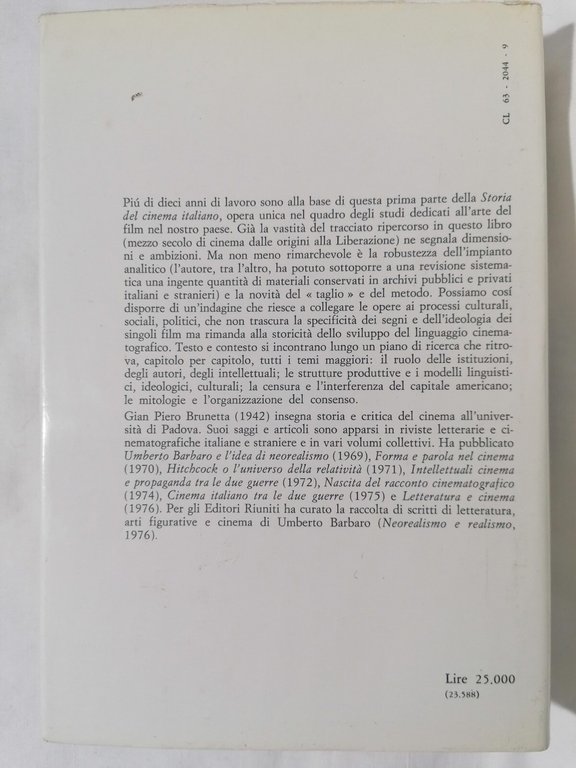 CL 63 - 2044 - 9
Piú di dieci anni di lavoro sono alla base di questa prima parte della Storia
del cinema italiano, opera unica nel quadro degli studi dedicati all'arte del
film nel nostro paese. Già la vastità del tracciato ripercorso in questo libro
(mezzo secolo di cinema dalle origini alla Liberazione) ne segnala dimensio-
ni e ambizioni. Ma non meno rimarchevole è la robustezza dell'impianto
analitico (l'autore, tra l'altro, ha potuto sottoporre a una revisione sistema-
tica una ingente quantità di materiali conservati in archivi pubblici e privati
italiani e stranieri) e la novità del « taglio » e del metodo. Possiamo cosí
disporre di un'indagine che riesce a collegare le opere ai processi culturali,
sociali, politici, che non trascura la specificità dei segni e dell'ideologia dei
singoli film ma rimanda alla storicità dello sviluppo del linguaggio cinema-
tografico. Testo e contesto si incontrano lungo un piano di ricerca che ritro-
va, capitolo per capitolo, tutti i temi maggiori: il ruolo delle istituzioni,
degli autori, degli intellettuali; le strutture produttive e i modelli linguisti-
ci, ideologici, culturali; la censura e l'interferenza del capitale americano;
le mitologie e l'organizzazione del consenso.
Gian Piero Brunetta (1942) insegna storia e critica del cinema all'univer-
sità di Padova. Suoi saggi e articoli sono apparsi in riviste letterarie e ci-
nematografiche italiane e straniere e in vari volumi collettivi. Ha pubblicato
Umberto Barbaro e l'idea di neorealismo (1969), Forma e parola nel cinema
(1970), Hitchcock o l'universo della relatività (1971), Intellettuali cinema
e propaganda tra le due guerre (1972), Nascita del racconto cinematografico
(1974), Cinema italiano tra le due guerre (1975) e Letteratura e cinema
(1976). Per gli Editori Riuniti ha curato la raccolta di scritti di letteratura,
arti figurative e cinema di Umberto Barbaro (Neorealismo e realismo,
1976).
Lire 25.000
(23.588)